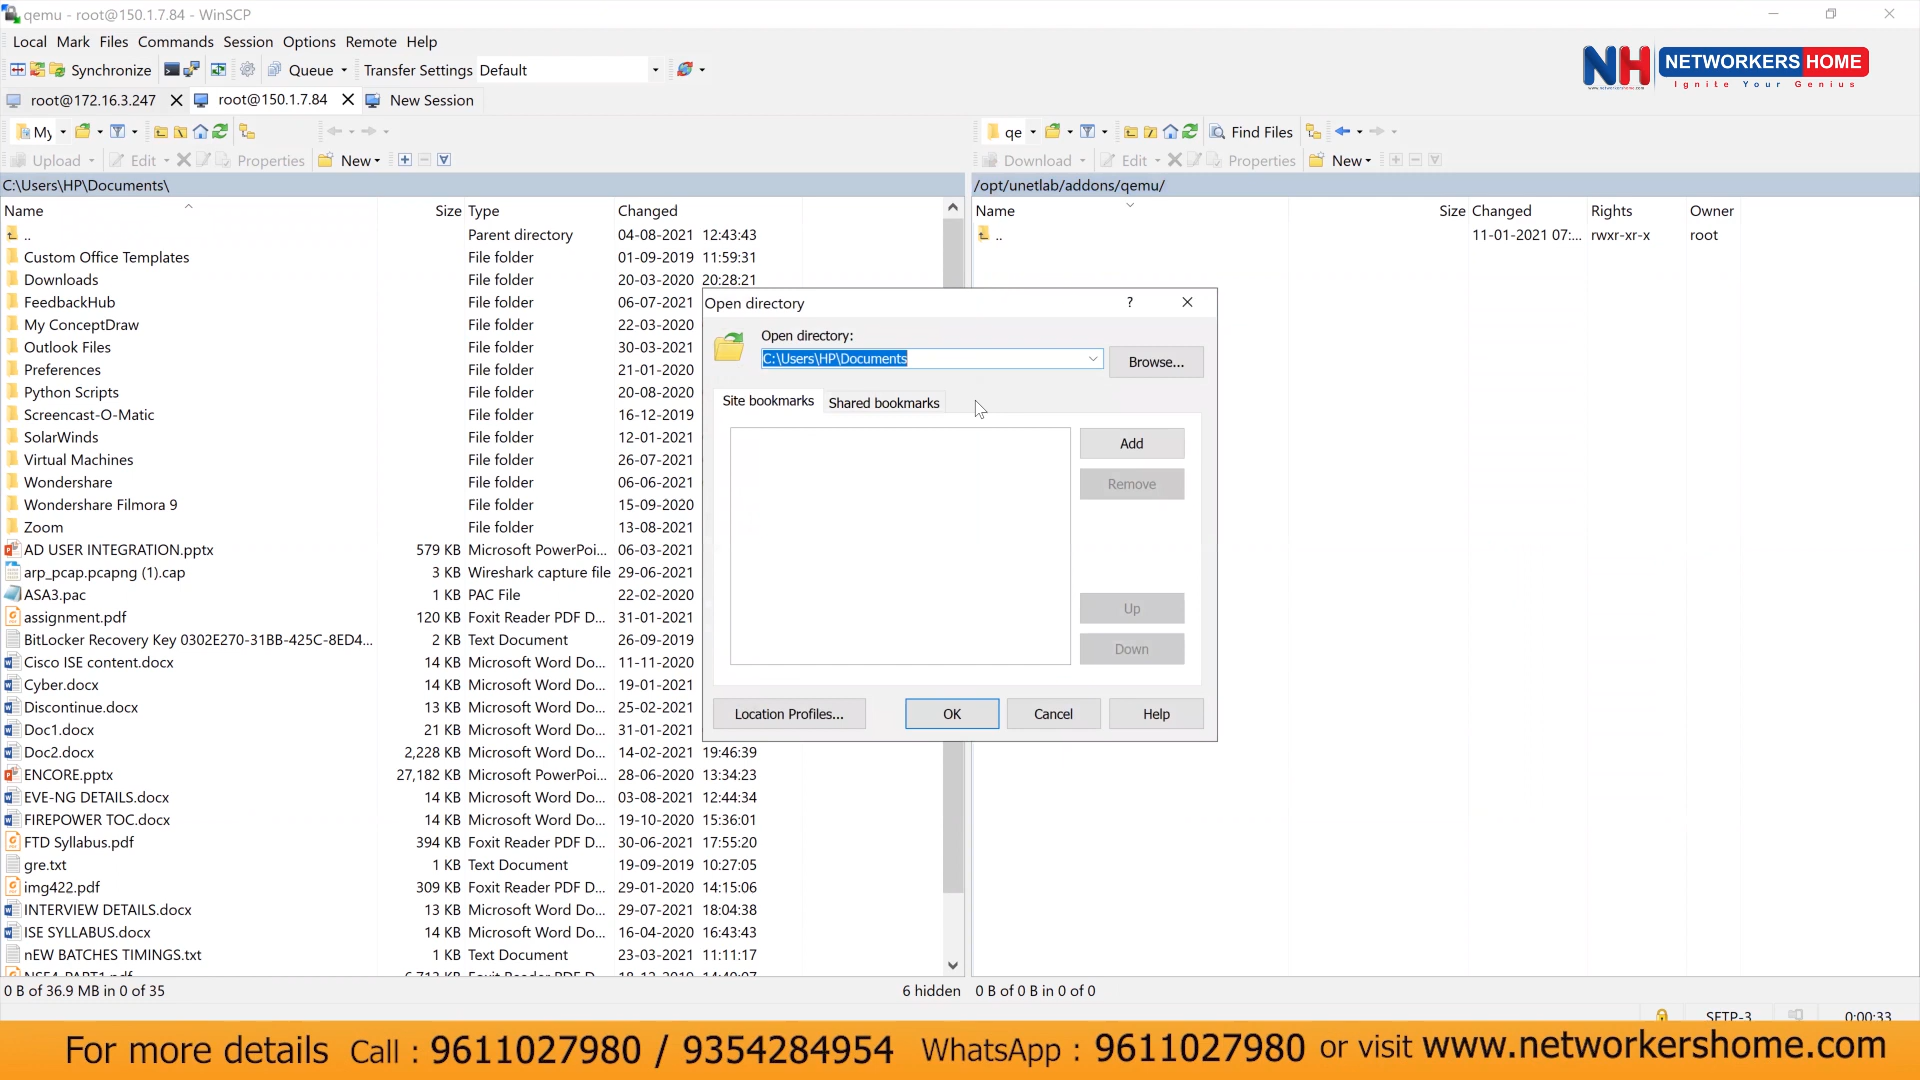 qemu - root@150.1.7.84 - WinSCP
Local Mark Files Commands Session Options Remote Help
Synchronize Queue Transfer Settings Default
NH NETWORKERS HOME
www.networkershome.com Ignite Your Genius
root@172.16.3.247 root@150.1.7.84 New Session
My qe Find Files
Upload Edit Properties New Download Edit Properties New
C:\Users\HP\Documents\ /opt/unetlab/addons/qemu/
Name Size Type Changed Name Size Changed Rights Owner
.. Parent directory 04-08-2021 12:43:43 .. 11-01-2021 07:... rwxr-xr-x root
Custom Office Templates File folder 01-09-2019 11:59:31
Downloads File folder 20-03-2020 20:28:21
FeedbackHub File folder 06-07-2021
My ConceptDraw File folder 22-03-2020
Outlook Files File folder 30-03-2021
Preferences File folder 21-01-2020
Python Scripts File folder 20-08-2020
Screencast-O-Matic File folder 16-12-2019
SolarWinds File folder 12-01-2021
Virtual Machines File folder 26-07-2021
Wondershare File folder 06-06-2021
Wondershare Filmora 9 File folder 15-09-2020
Zoom File folder 13-08-2021
AD USER INTEGRATION.pptx 579 KB Microsoft PowerPoi... 06-03-2021
arp_pcap.pcapng (1).cap 3 KB Wireshark capture file 29-06-2021
ASA3.pac 1 KB PAC File 22-02-2020
assignment.pdf 120 KB Foxit Reader PDF D... 31-01-2021
BitLocker Recovery Key 0302E270-31BB-425C-8ED4... 2 KB Text Document 26-09-2019
Cisco ISE content.docx 14 KB Microsoft Word Do... 11-11-2020
Cyber.docx 14 KB Microsoft Word Do... 19-01-2021
Discontinue.docx 13 KB Microsoft Word Do... 25-02-2021
Doc1.docx 21 KB Microsoft Word Do... 31-01-2021
Doc2.docx 2,228 KB Microsoft Word Do... 14-02-2021 19:46:39
ENCORE.pptx 27,182 KB Microsoft PowerPoi... 28-06-2020 13:34:23
EVE-NG DETAILS.docx 14 KB Microsoft Word Do... 03-08-2021 12:44:34
FIREPOWER TOC.docx 14 KB Microsoft Word Do... 19-10-2020 15:36:01
FTD Syllabus.pdf 394 KB Foxit Reader PDF D... 30-06-2021 17:55:20
gre.txt 1 KB Text Document 19-09-2019 10:27:05
img422.pdf 309 KB Foxit Reader PDF D... 29-01-2020 14:15:06
INTERVIEW DETAILS.docx 13 KB Microsoft Word Do... 29-07-2021 18:04:38
ISE SYLLABUS.docx 14 KB Microsoft Word Do... 16-04-2020 16:43:43
nEW BATCHES TIMINGS.txt 1 KB Text Document 23-03-2021 11:11:17
Open directory ?
Open directory:
C:\Users\HP\Documents Browse...
Site bookmarks Shared bookmarks
Add
Remove
Up
Down
Location Profiles... OK Cancel Help
0 B of 36.9 MB in 0 of 35 6 hidden 0 B of 0 B in 0 of 0
SFTP-3 0:00:33
For more details Call : 9611027980 / 9354284954 WhatsApp : 9611027980 or visit www.networkershome.com